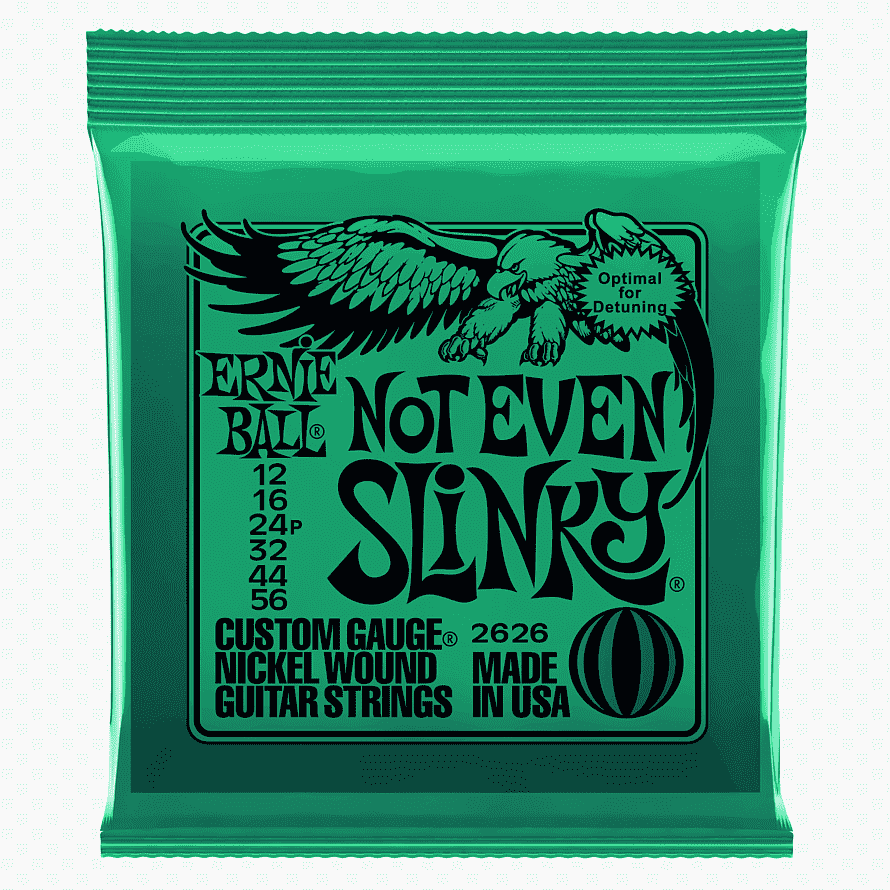 Optimal
for
Detuning
ERNiE
BALL®
NOT EVEN
SLiNKY®
12
16
24P
32
44
56
CUSTOM GAUGE®
NICKEL WOUND
GUITAR STRINGS
2626
MADE
IN USA